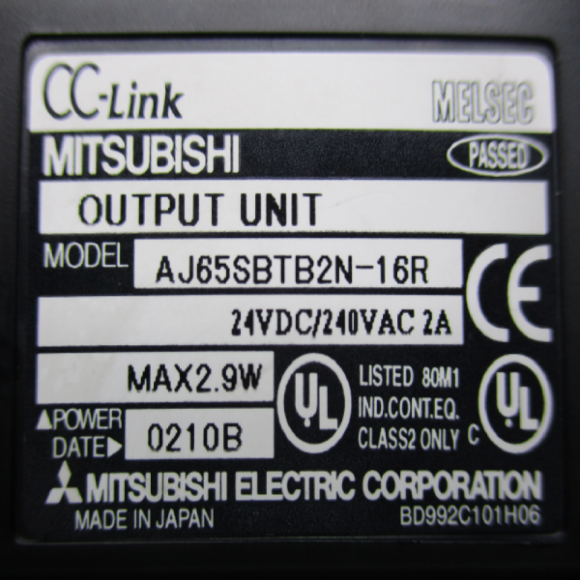 CC-Link MELSEC
MITSUBISHI PASSED
OUTPUT UNIT
MODEL AJ65SBTB2N-16R
24VDC/240VAC 2A
CE
MAX2.9W
▲POWER
DATE▶ 0210B
UL LISTED 80M1
IND.CONT.EQ.
CLASS2 ONLY
C UL
MITSUBISHI ELECTRIC CORPORATION
MADE IN JAPAN BD992C101H06